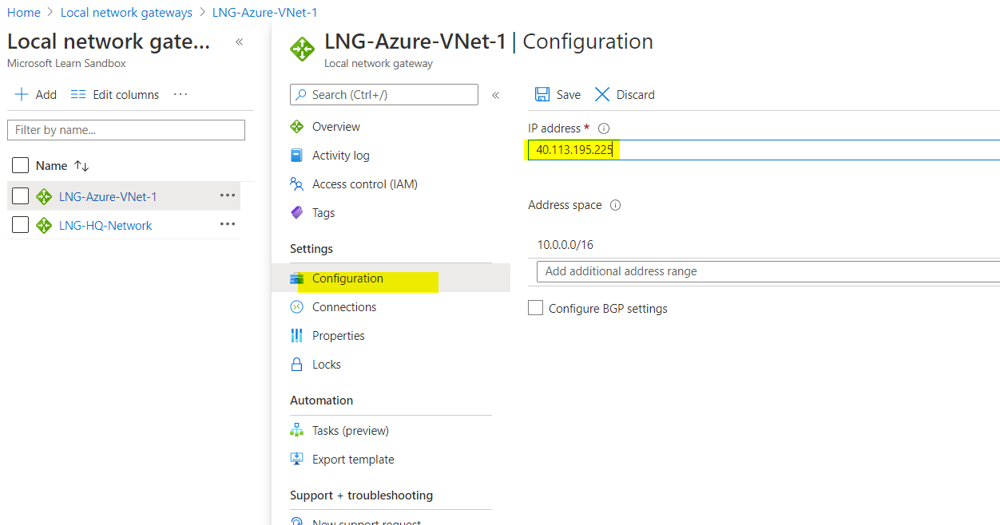 Home > Local network gateways > LNG-Azure-VNet-1
Local network gate... «
Microsoft Learn Sandbox
Add Edit columns ...
Filter by name...
Name ↑↓
LNG-Azure-VNet-1 ...
LNG-HQ-Network ...
LNG-Azure-VNet-1 | Configuration
Local network gateway
Search (Ctrl+/) «
Overview
Activity log
Access control (IAM)
Tags
Settings
Configuration
Connections
Properties
Locks
Automation
Tasks (preview)
Export template
Support + troubleshooting
New support request
Save Discard
IP address *
40.113.195.225
Address space
10.0.0.0/16
Add additional address range
Configure BGP settings